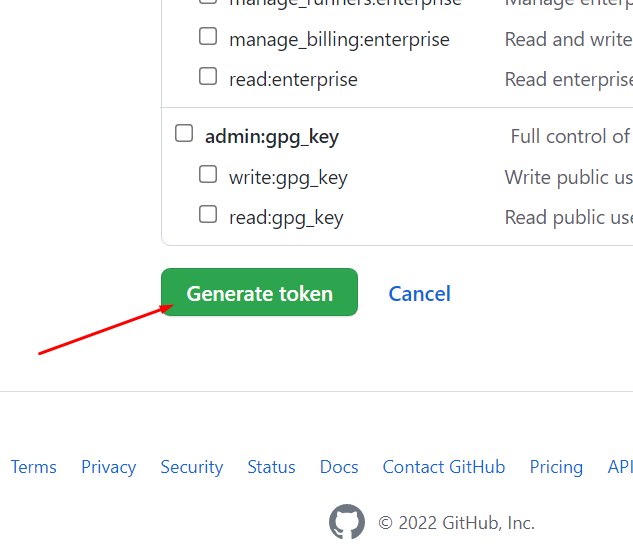 manage_runners:enterprise Manage enterp
manage_billing:enterprise Read and write
read:enterprise Read enterprise
admin:gpg_key Full control of
write:gpg_key Write public us
read:gpg_key Read public use
Generate token Cancel
Terms Privacy Security Status Docs Contact GitHub Pricing API
© 2022 GitHub, Inc.